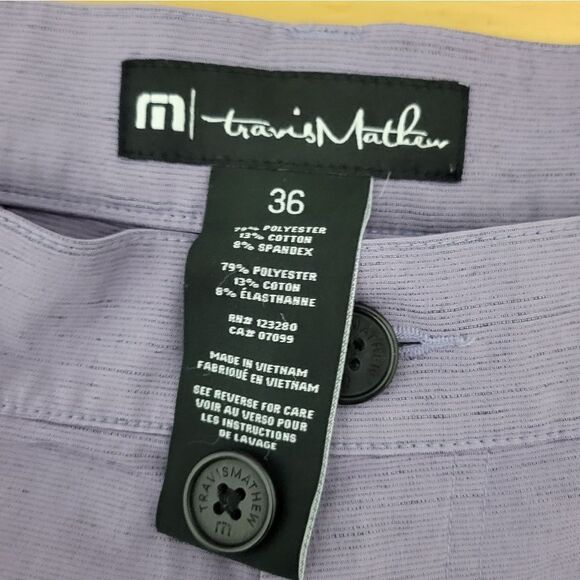 m travisMathew
36
79% POLYESTER
13% COTTON
8% SPANDEX
79% POLYESTER
13% COTON
8% ÉLASTHANNE
RN# 123280
CA# 07099
MADE IN VIETNAM
FABRIQUÉ EN VIETNAM
SEE REVERSE FOR CARE
VOIR AU VERSO POUR
LES INSTRUCTIONS
DE LAVAGE
TRAVISMATHEW
TRAVISMATHEW
m